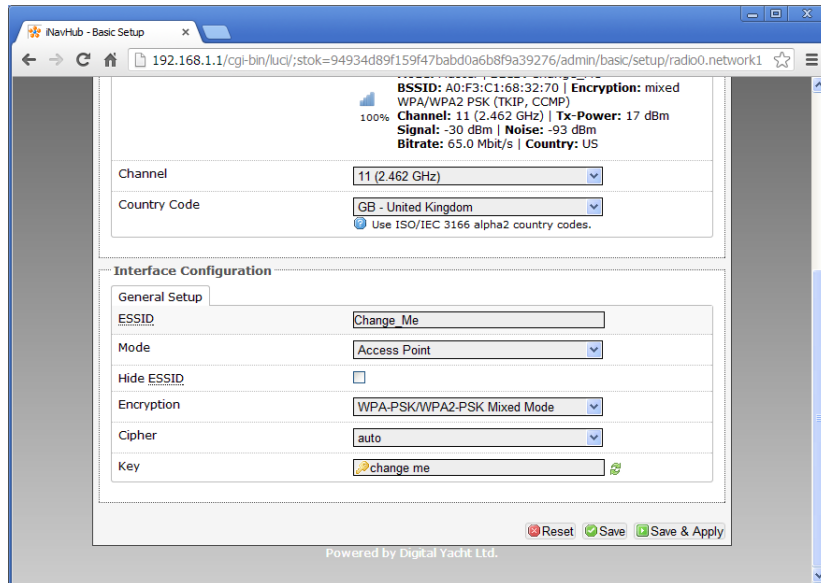 iNavHub - Basic Setup
192.168.1.1/cgi-bin/luci/;stok=94934d89f159f47babd0a6b8f9a39276/admin/basic/setup/radio0.network1
BSSID: A0:F3:C1:68:32:70 | Encryption: mixed
WPA/WPA2 PSK (TKIP, CCMP)
100% Channel: 11 (2.462 GHz) | Tx-Power: 17 dBm
Signal: -30 dBm | Noise: -93 dBm
Bitrate: 65.0 Mbit/s | Country: US
Channel 11 (2.462 GHz)
Country Code GB - United Kingdom
Use ISO/IEC 3166 alpha2 country codes.
Interface Configuration
General Setup
ESSID Change_Me
Mode Access Point
Hide ESSID
Encryption WPA-PSK/WPA2-PSK Mixed Mode
Cipher auto
Key change me
Reset Save Save & Apply
Powered by Digital Yacht Ltd.